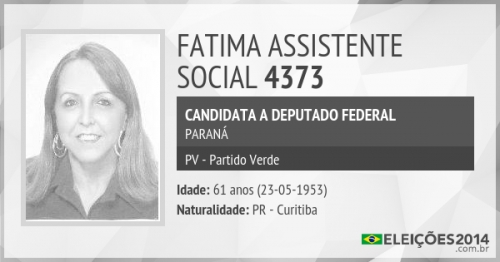 FATIMA ASSISTENTE
SOCIAL 4373
CANDIDATA A DEPUTADO FEDERAL
PARANÁ
PV - Partido Verde
Idade: 61 anos (23-05-1953)
Naturalidade: PR - Curitiba
ELEIÇÕES2014
.com.br